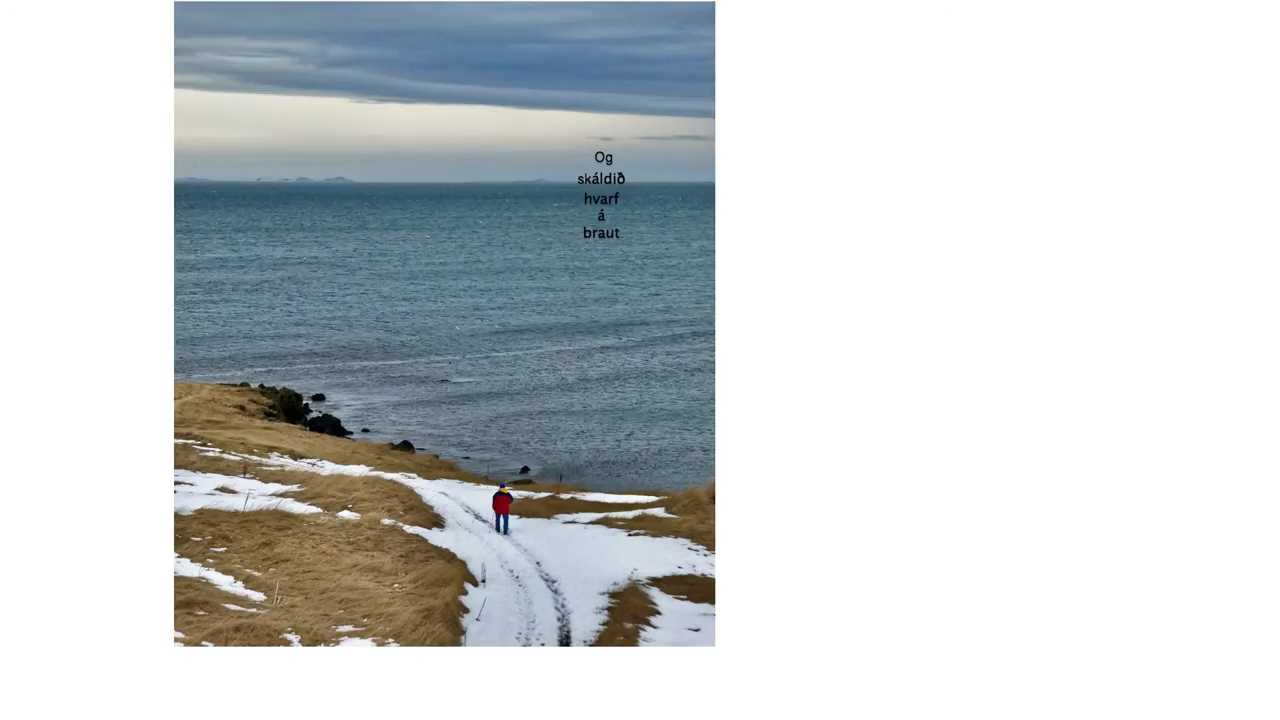 Og
skáldið
hvarf
á
braut